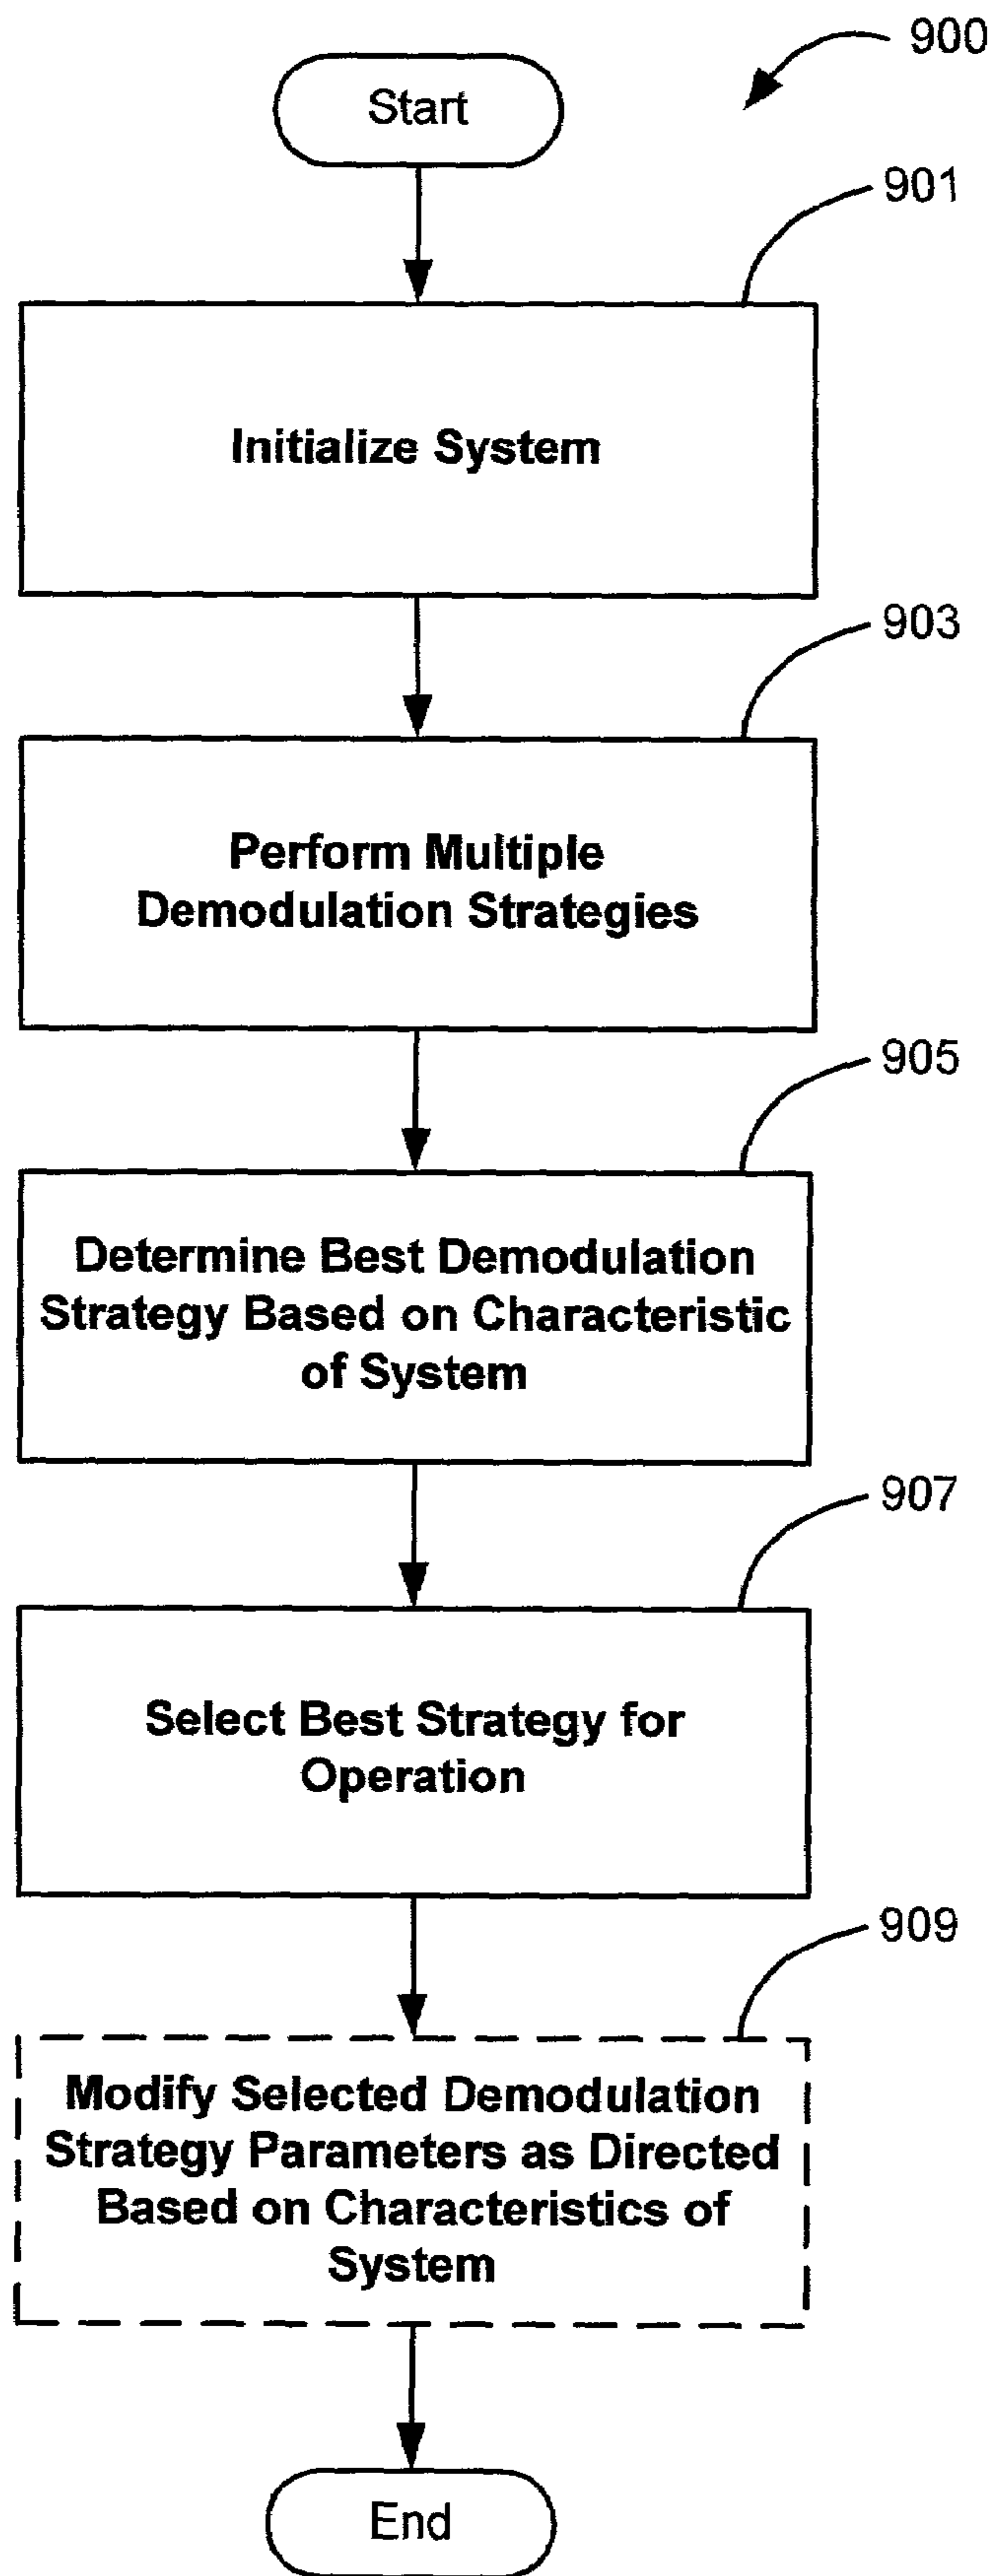 900
Start
901
Initialize System
903
Perform Multiple
Demodulation Strategies
905
Determine Best Demodulation
Strategy Based on Characteristic
of System
907
Select Best Strategy for
Operation
909
Modify Selected Demodulation
Strategy Parameters as Directed
Based on Characteristics of
System
End